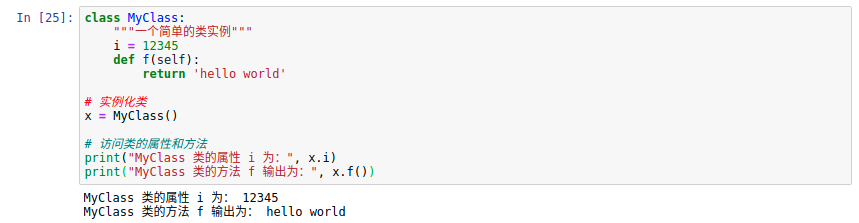 In [25]: class MyClass:
    """一个简单的类实例"""
    i = 12345
    def f(self):
        return 'hello world'

# 实例化类
x = MyClass()

# 访问类的属性和方法
print("MyClass 类的属性 i 为: ", x.i)
print("MyClass 类的方法 f 输出为: ", x.f())
MyClass 类的属性 i 为:  12345
MyClass 类的方法 f 输出为:  hello world